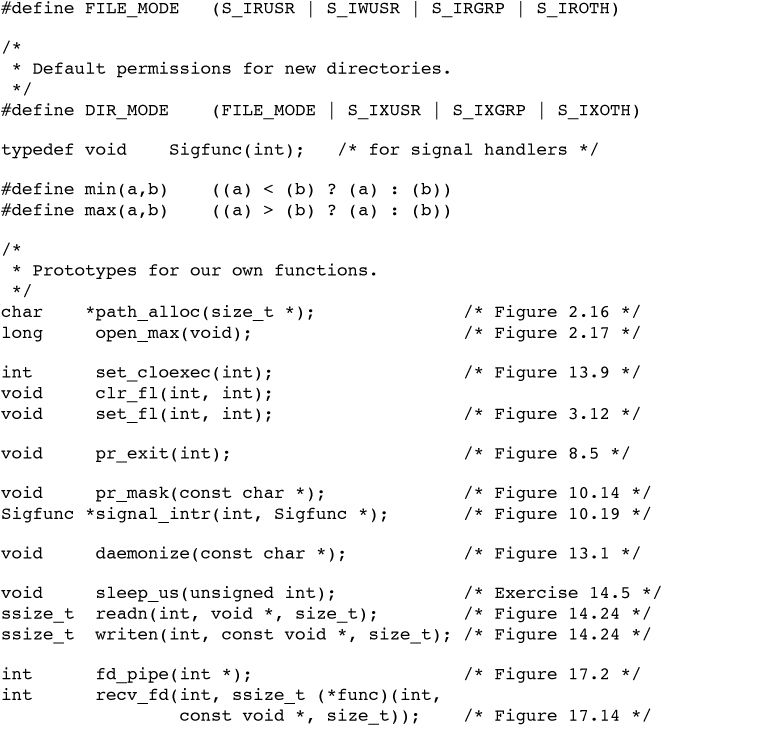 #define FILE_MODE   (S_IRUSR | S_IWUSR | S_IRGRP | S_IROTH)
/*
 * Default permissions for new directories.
 */
#define DIR_MODE    (FILE_MODE | S_IXUSR | S_IXGRP | S_IXOTH)
typedef void    Sigfunc(int);   /* for signal handlers */
#define min(a,b)    ((a) < (b) ? (a) : (b))
#define max(a,b)    ((a) > (b) ? (a) : (b))
/*
 * Prototypes for our own functions.
 */
char    *path_alloc(size_t *);              /* Figure 2.16 */
long     open_max(void);                    /* Figure 2.17 */
int      set_cloexec(int);                  /* Figure 13.9 */
void     clr_fl(int, int);
void     set_fl(int, int);                  /* Figure 3.12 */
void     pr_exit(int);                      /* Figure 8.5 */
void     pr_mask(const char *);             /* Figure 10.14 */
Sigfunc *signal_intr(int, Sigfunc *);       /* Figure 10.19 */
void     daemonize(const char *);           /* Figure 13.1 */
void     sleep_us(unsigned int);            /* Exercise 14.5 */
ssize_t  readn(int, void *, size_t);        /* Figure 14.24 */
ssize_t  writen(int, const void *, size_t); /* Figure 14.24 */
int      fd_pipe(int *);                    /* Figure 17.2 */
int      recv_fd(int, ssize_t (*func)(int,
                 const void *, size_t));    /* Figure 17.14 */